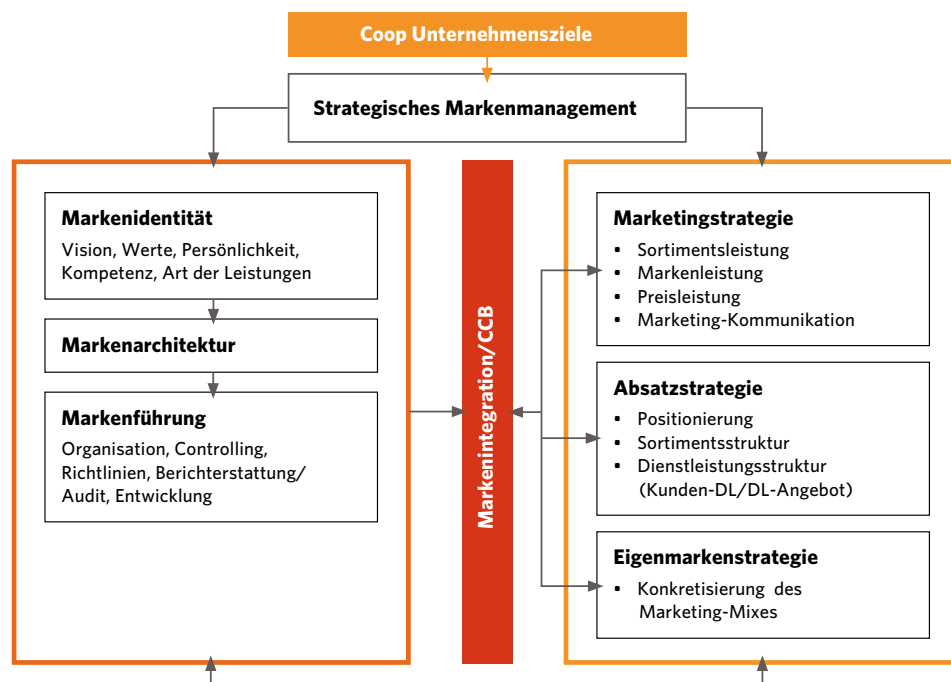 Coop Unternehmensziele
Strategisches Markenmanagement
Markenidentität
Vision, Werte, Persönlichkeit,
Kompetenz, Art der Leistungen
Markenarchitektur
Markenführung
Organisation, Controlling,
Richtlinien, Berichterstattung/
Audit, Entwicklung
Markenintegration/CCB
Marketingstrategie
▪ Sortimentsleistung
▪ Markenleistung
▪ Preisleistung
▪ Marketing-Kommunikation
Absatzstrategie
▪ Positionierung
▪ Sortimentsstruktur
▪ Dienstleistungsstruktur
(Kunden-DL/DL-Angebot)
Eigenmarkenstrategie
▪ Konkretisierung des
Marketing-Mixes